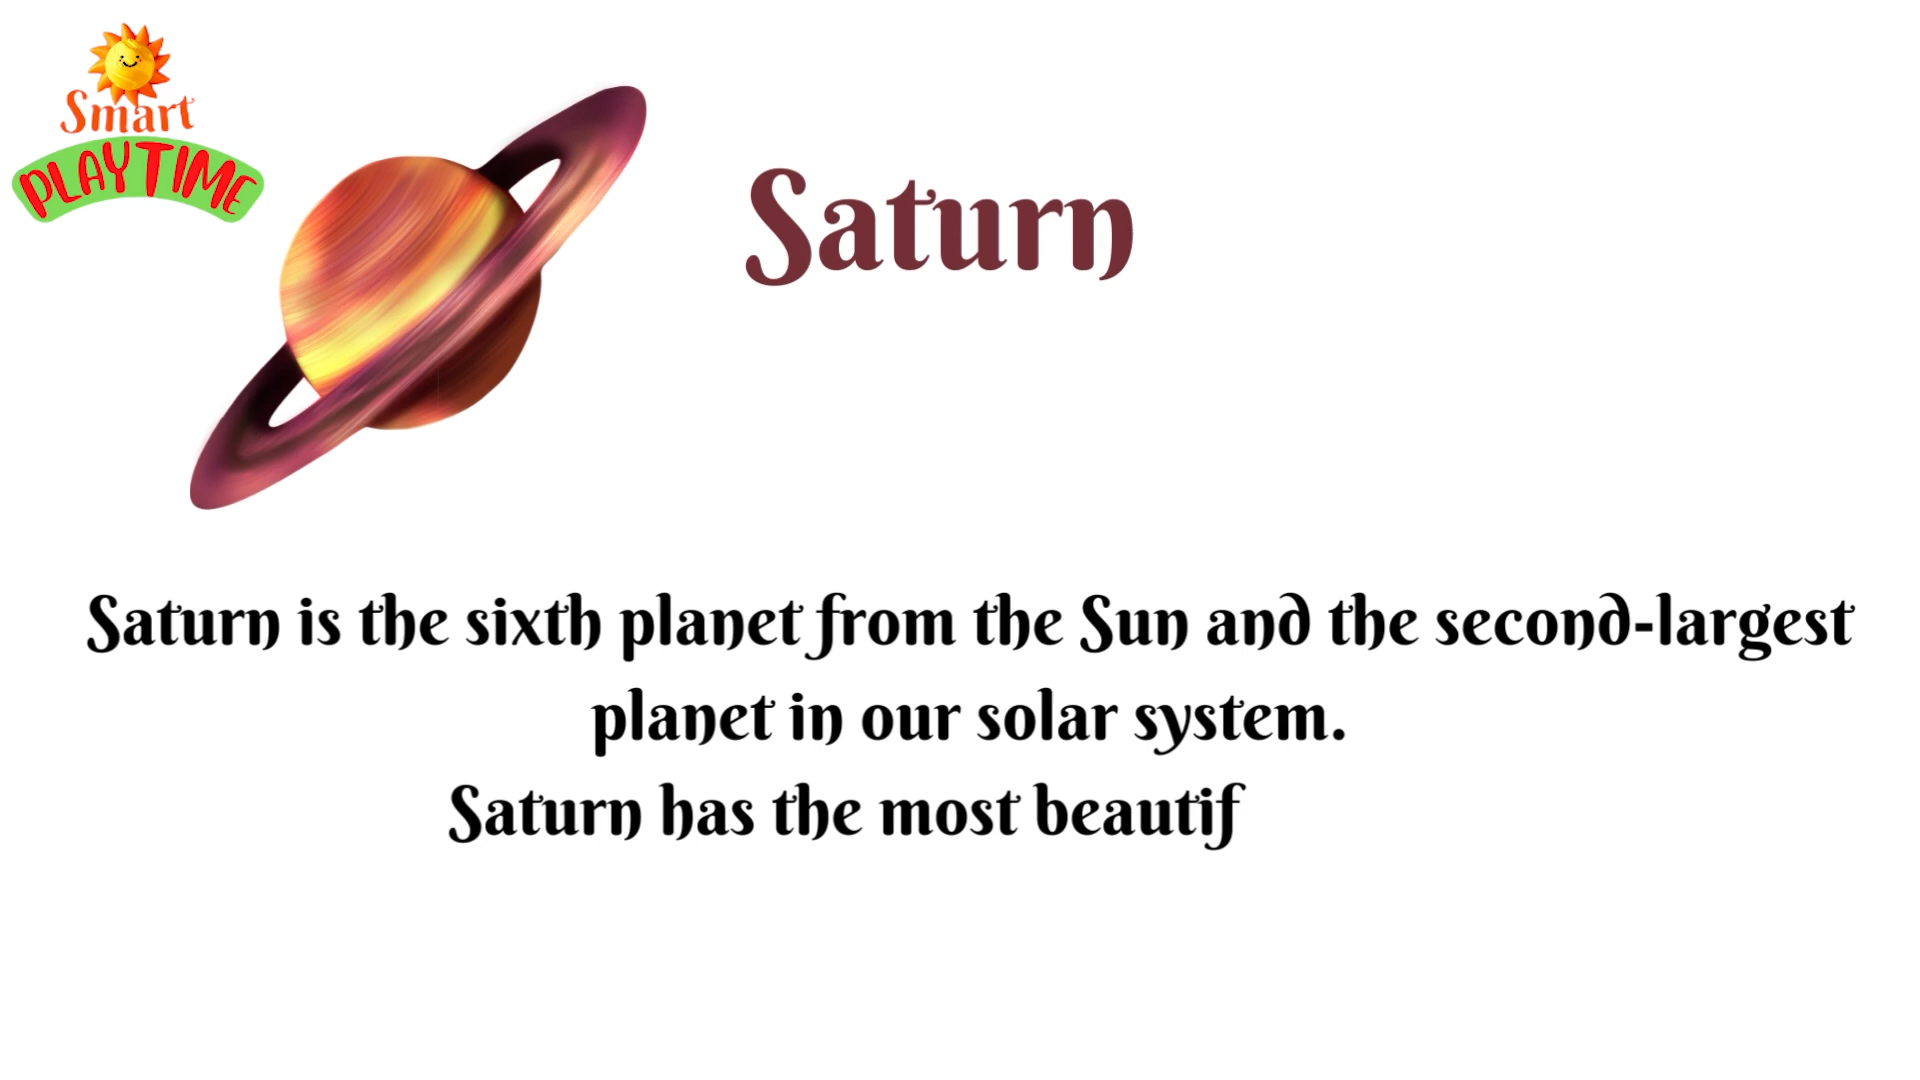 Smart
PLAYTIME
Saturn
Saturn is the sixth planet from the Sun and the second-largest
planet in our solar system.
Saturn has the most beautif